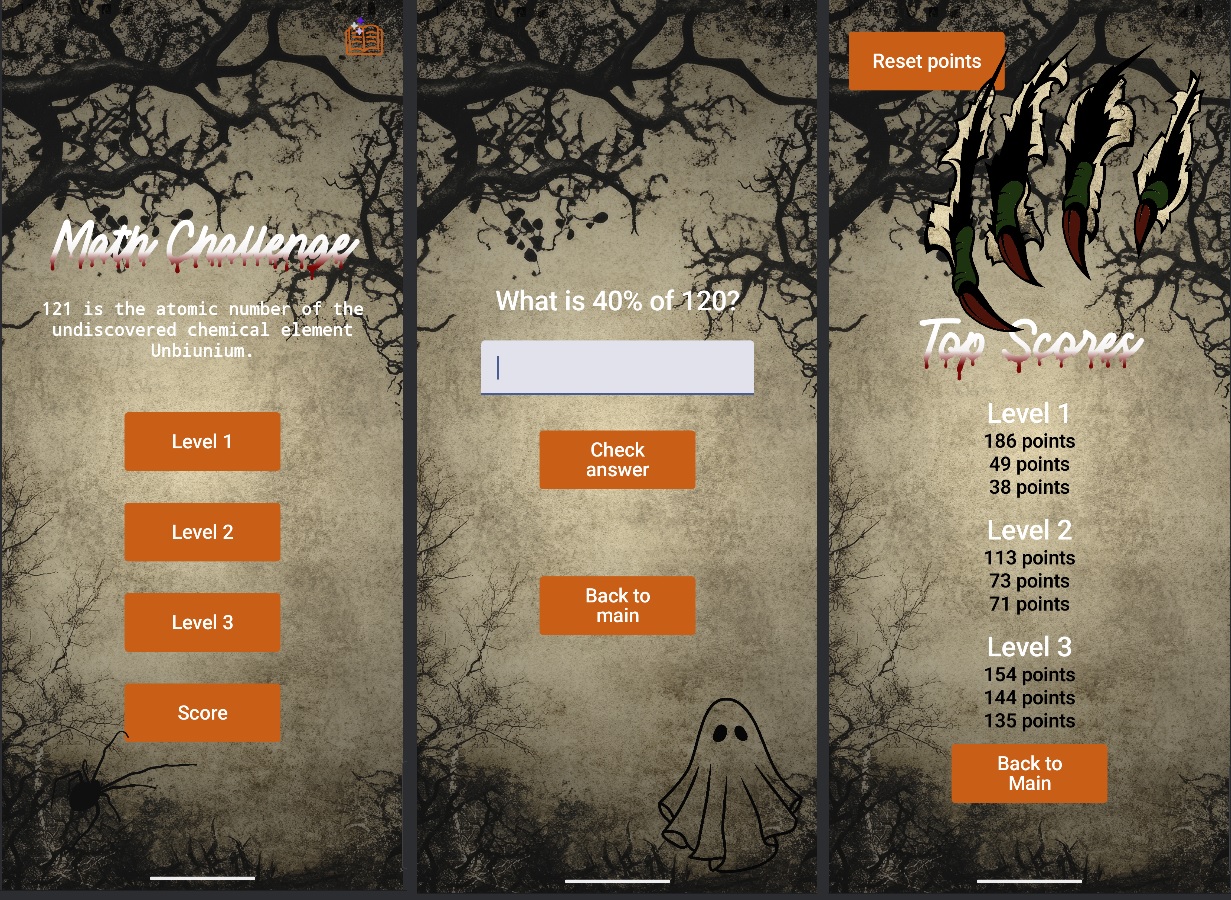 Math Challenge
121 is the atomic number of the
undiscovered chemical element
Unbiunium.
Level 1
Level 2
Level 3
Score
What is 40% of 120?
Check
answer
Back to
main
Reset points
Top Scores
Level 1
186 points
49 points
38 points
Level 2
113 points
73 points
71 points
Level 3
154 points
144 points
135 points
Back to
Main